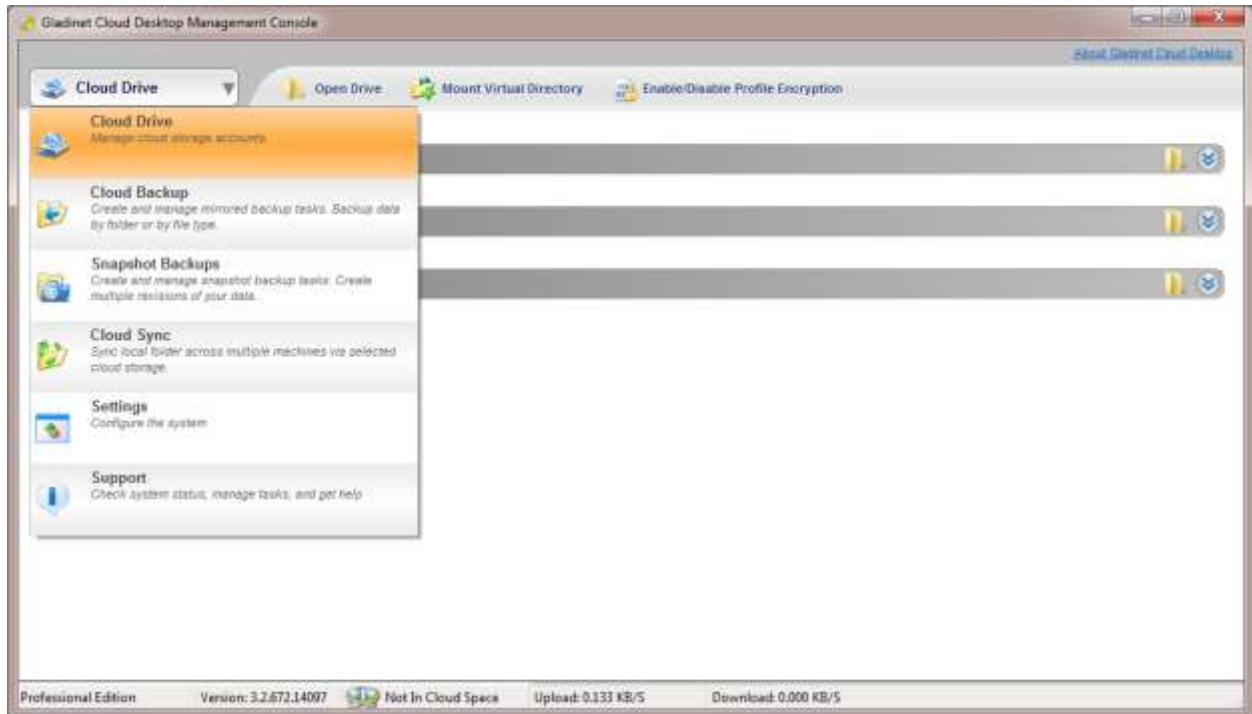 Gladinet Cloud Desktop Management Console
About Gladinet Cloud Desktop
Cloud Drive
Open Drive
Mount Virtual Directory
Enable/Disable Profile Encryption
Cloud Drive
Manage cloud storage accounts
Cloud Backup
Create and manage mirrored backup tasks. Backup data
by folder or by file type.
Snapshot Backups
Create and manage snapshot backup tasks. Create
multiple revisions of your data.
Cloud Sync
Sync local folder across multiple machines via selected
cloud storage.
Settings
Configure the system
Support
Check system status, manage tasks, and get help
Professional Edition
Version: 3.2.672.14097
Not In Cloud Space
Upload: 0.133 KB/S
Download: 0.000 KB/S